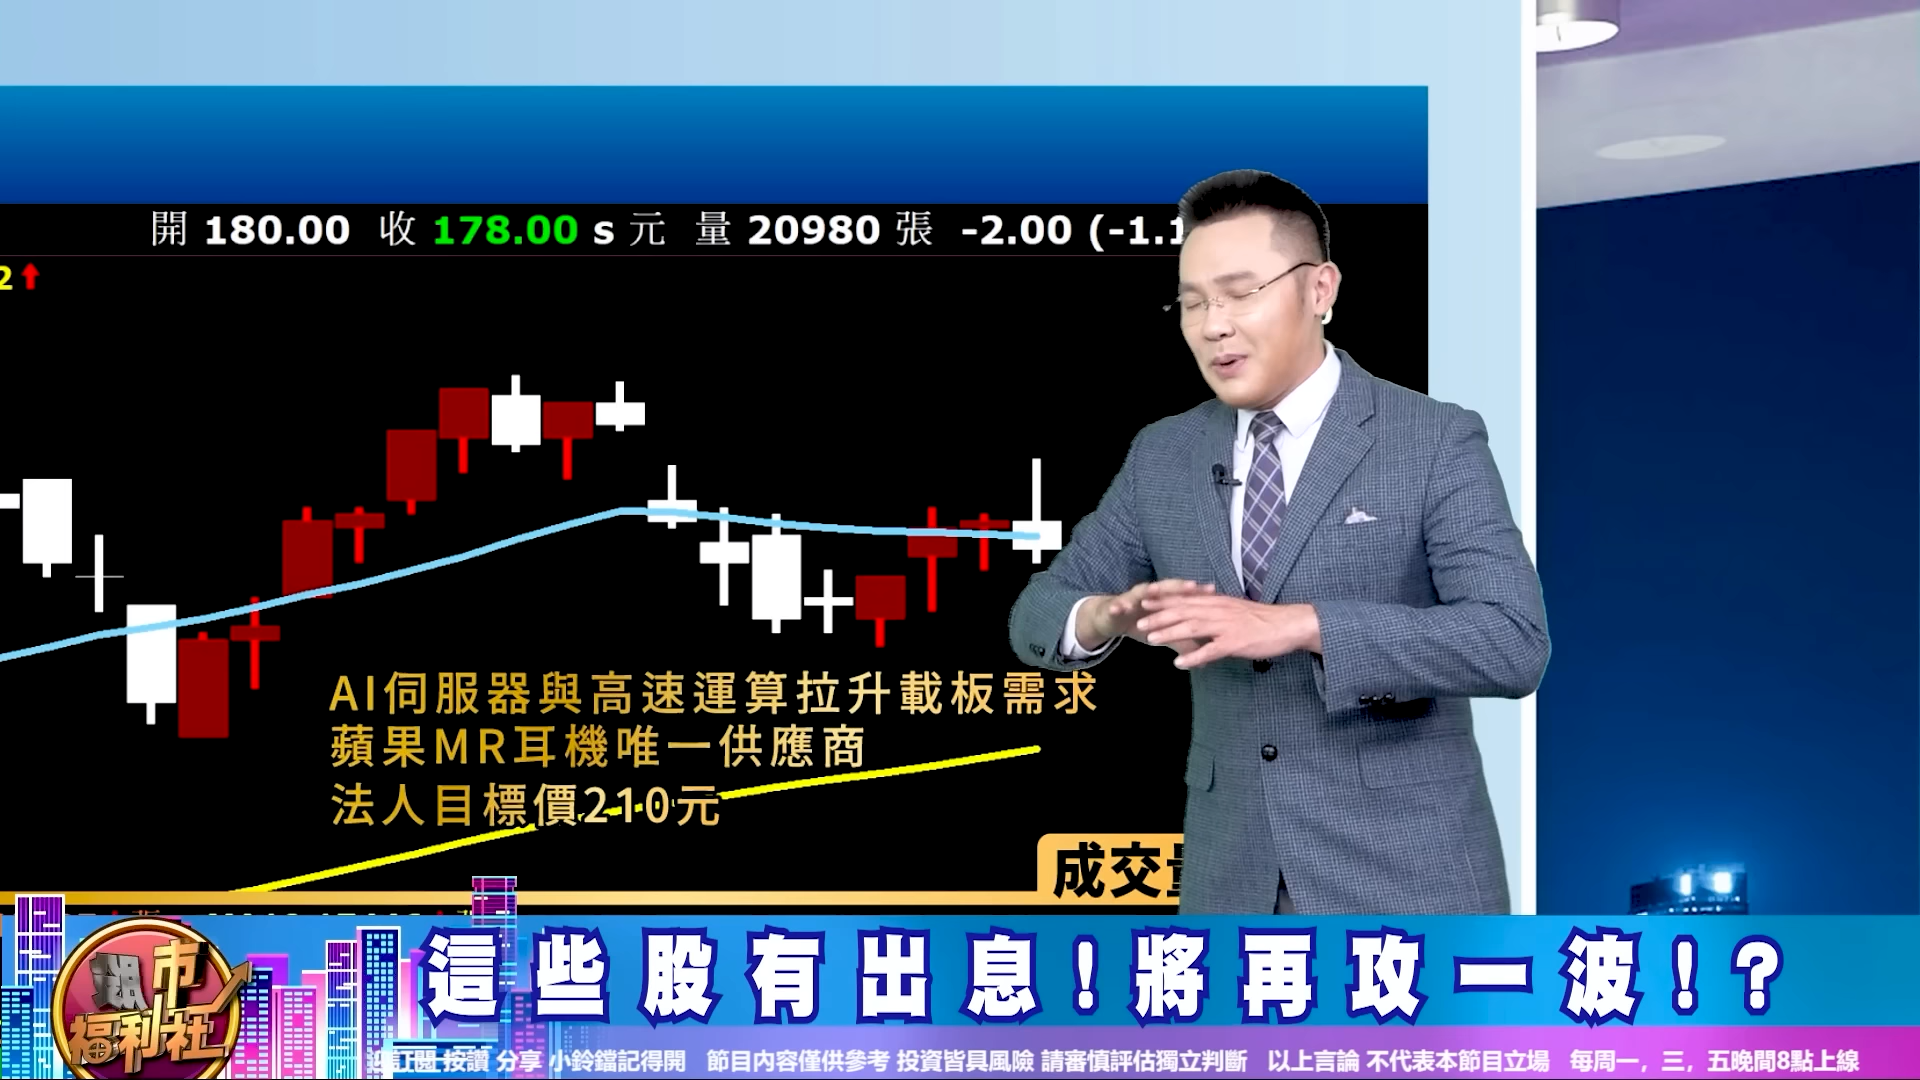 開 180.00 收 178.00 s 元 量 20980 張 -2.00 (-1.1
2
AI伺服器與高速運算拉升載板需求
蘋果MR耳機唯一供應商
法人目標價210元
成交量
這些股有出息!將再攻一波!?
市
福利社
訂閱 按讚 分享 小鈴鐺記得開 節目內容僅供參考 投資皆具風險 請審慎評估獨立判斷 以上言論 不代表本節目立場 每周一，三，五晚間8點上線